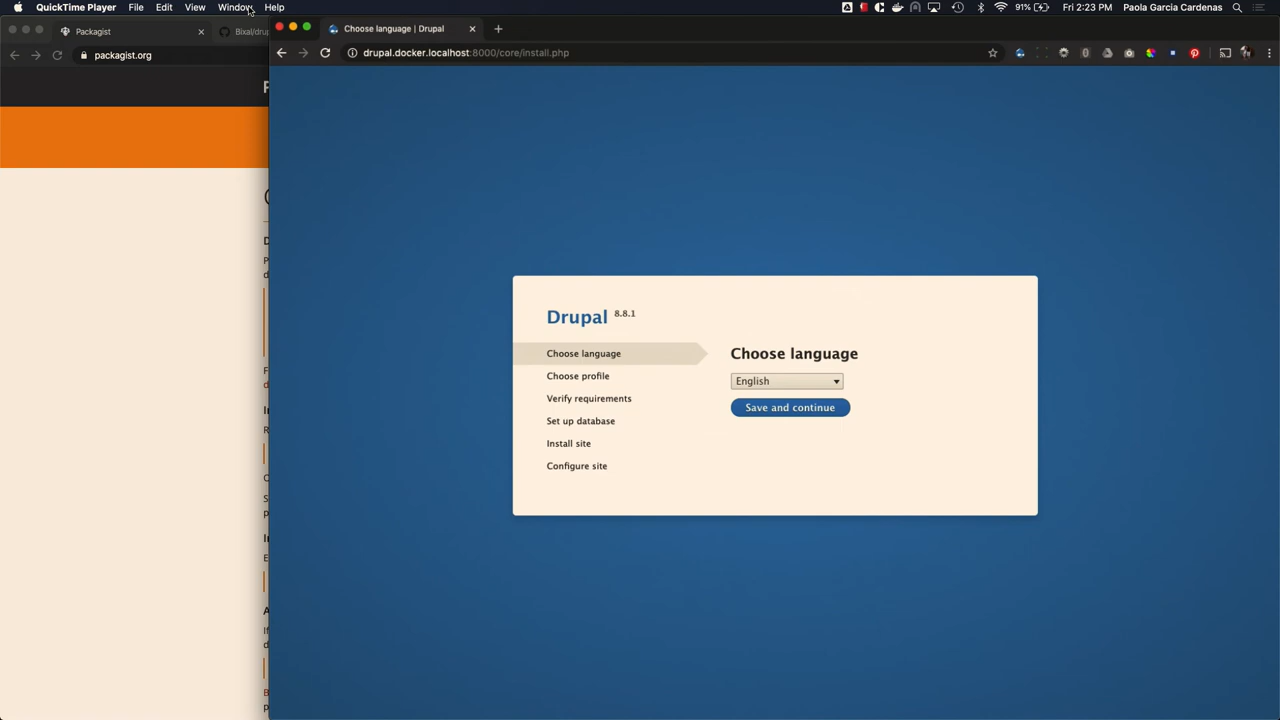 QuickTime Player File Edit View Window Help 91% Fri 2:23 PM Paola Garcia Cardenas
Packagist
Bixal/dru
packagist.org
Choose language | Drupal
drupal.docker.localhost:8000/core/install.php
Drupal 8.8.1
Choose language
Choose profile
Verify requirements
Set up database
Install site
Configure site
Choose language
English
Save and continue